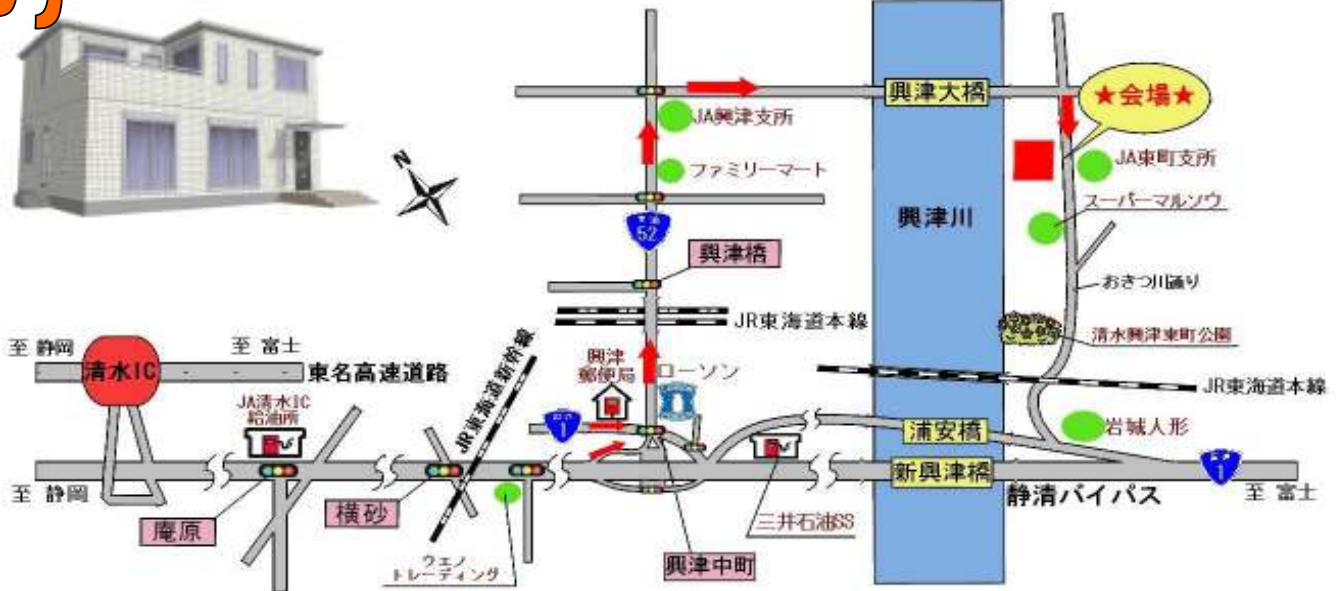 N
興津大橋
★会場★
JA興津支所
ファミリーマート
JA東町支所
スーパーマルソウ
52
興津川
興津橋
おきつ川通り
JR東海道本線
清水興津東町公園
至 静岡
清水IC
至 富士
東名高速道路
JR東海道新幹線
興津
郵便局
ローソン
JR東海道本線
JA清水IC
給油所
1
浦安橋
岩城人形
至 静岡
新興津橋
1
静清バイパス
至 富士
庵原
横砂
三井石油SS
ウエノ
トレーディング
興津中町